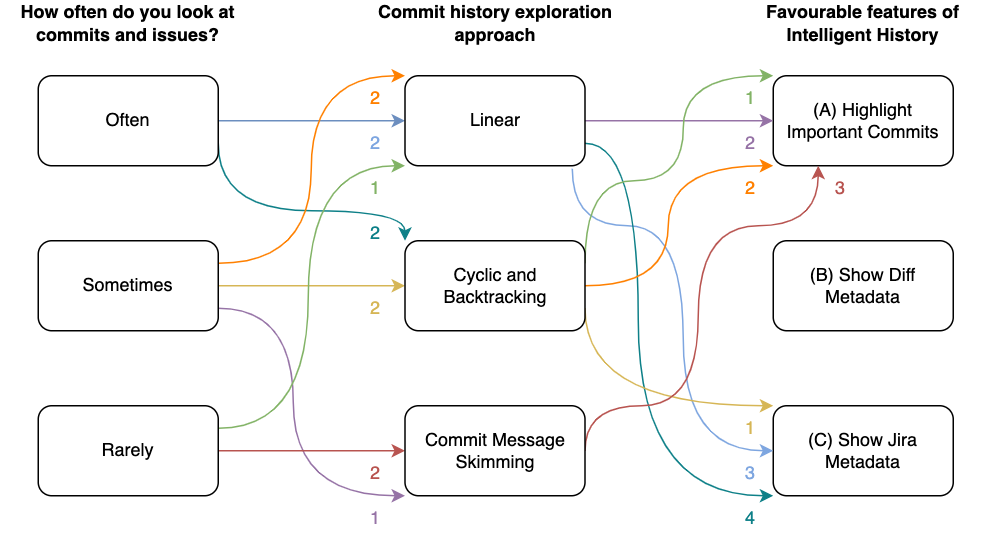 How often do you look at
commits and issues?
Commit history exploration
approach
Favourable features of
Intelligent History
Often
Linear
(A) Highlight
Important Commits
2
2
1
2
1
2
2
3
Sometimes
Cyclic and
Backtracking
(B) Show Diff
Metadata
2
Rarely
Commit Message
Skimming
(C) Show Jira
Metadata
2
1
1
3
4